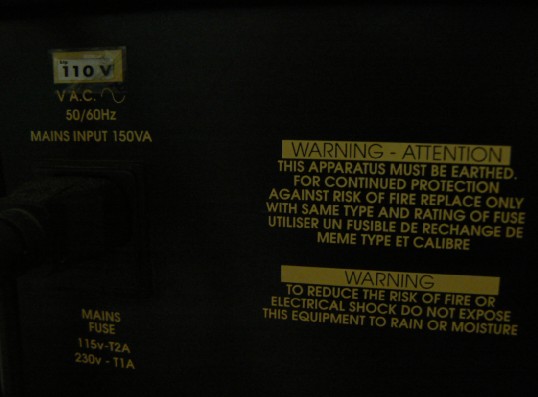 110 V
V A.C.
50/60Hz
MAINS INPUT 150VA
WARNING - ATTENTION
THIS APPARATUS MUST BE EARTHED.
FOR CONTINUED PROTECTION
AGAINST RISK OF FIRE REPLACE ONLY
WITH SAME TYPE AND RATING OF FUSE
UTILISER UN FUSIBLE DE RECHANGE DE
MEME TYPE ET CALIBRE
WARNING
TO REDUCE THE RISK OF FIRE OR
ELECTRICAL SHOCK DO NOT EXPOSE
THIS EQUIPMENT TO RAIN OR MOISTURE
MAINS
FUSE
115v-T2A
230v - T1A